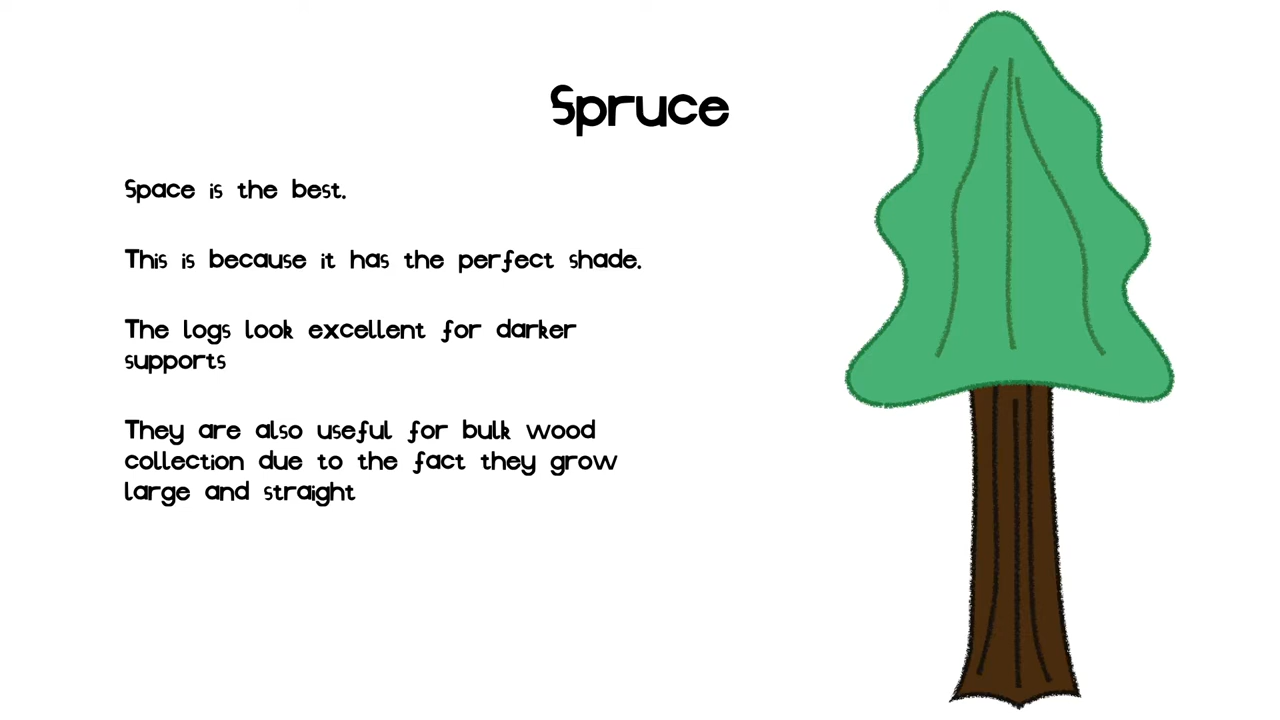 Spruce
Space is the best.
This is because it has the perfect shade.
The logs look excellent for darker
supports
They are also useful for bulk wood
collection due to the fact they grow
large and straight